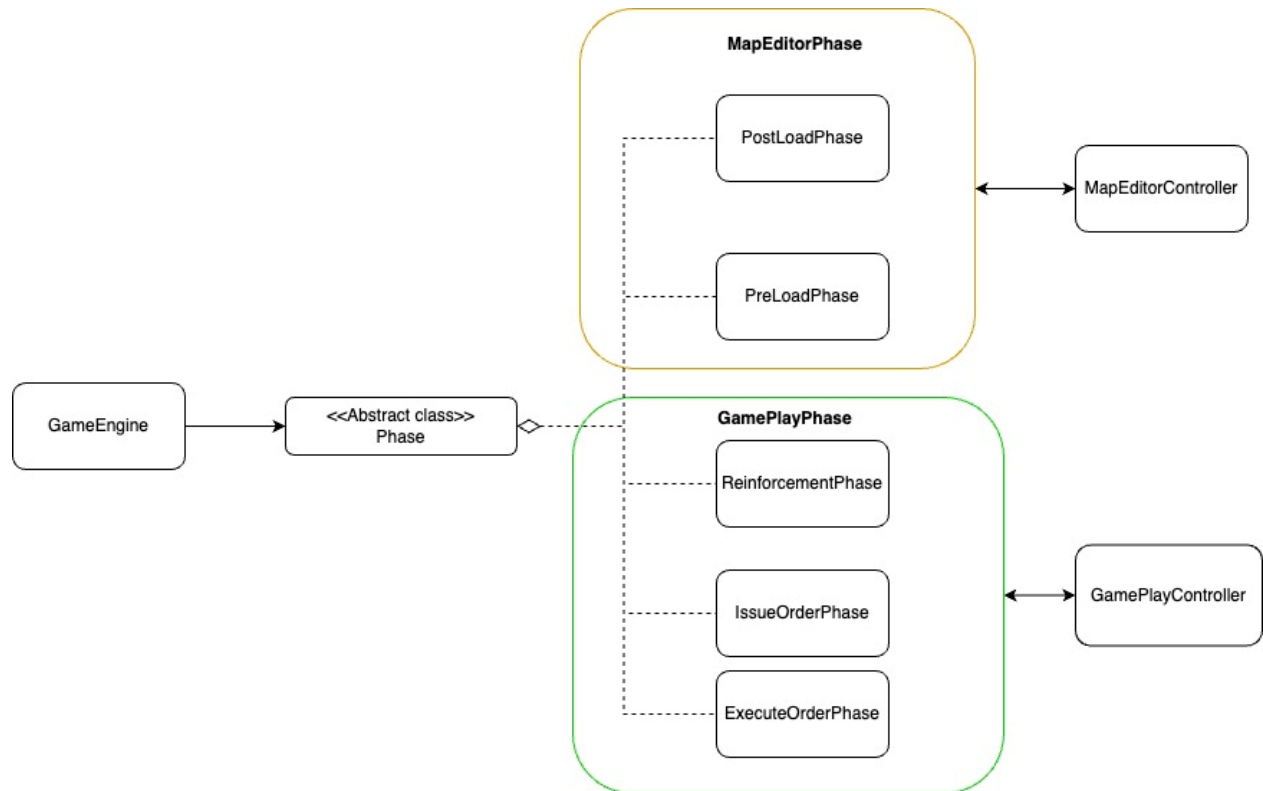 MapEditorPhase
PostLoadPhase
MapEditorController
PreLoadPhase
GameEngine
<<Abstract class>>
Phase
GamePlayPhase
ReinforcementPhase
IssueOrderPhase
GamePlayController
ExecuteOrderPhase